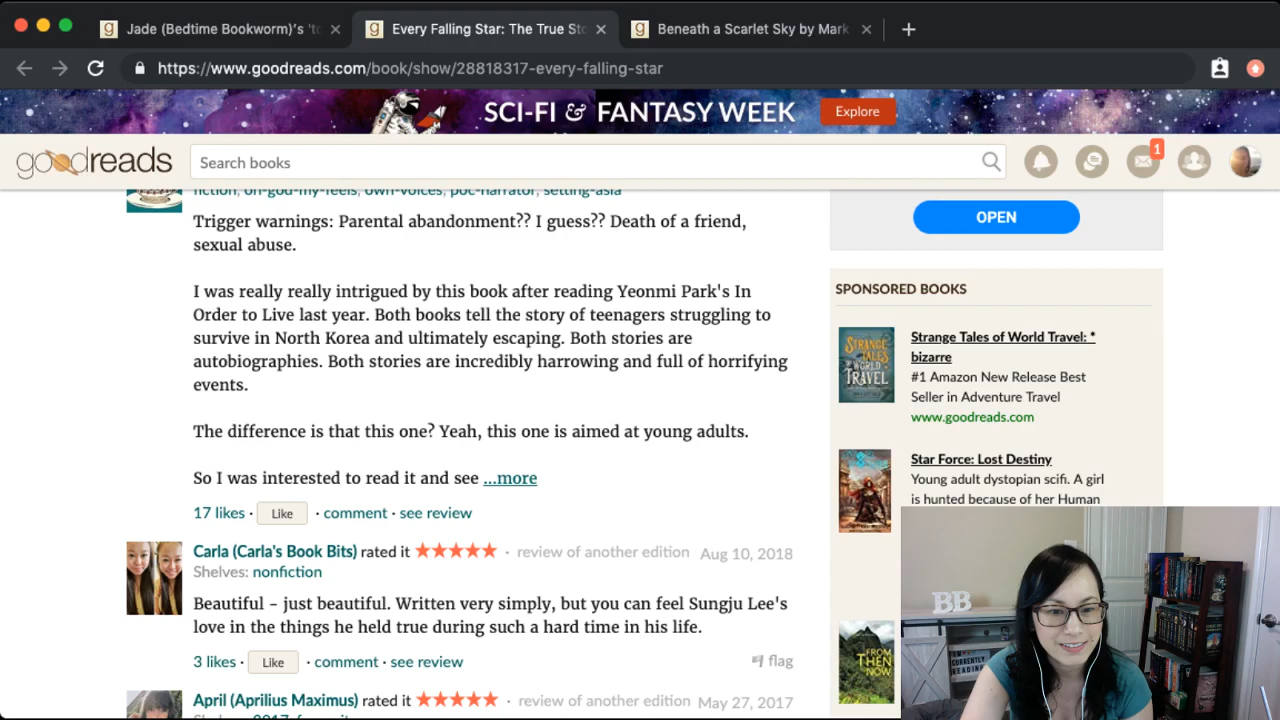 Jade (Bedtime Bookworm)'s 'to
Every Falling Star: The True Sto
Beneath a Scarlet Sky by Mark
https://www.goodreads.com/book/show/28818317-every-falling-star
SCI-FI & FANTASY WEEK
Explore
goodreads
Search books
1
fiction, oh-god-my-feels, own-voices, poc-narrator, setting-asia
Trigger warnings: Parental abandonment?? I guess?? Death of a friend,
sexual abuse.
I was really really intrigued by this book after reading Yeonmi Park's In
Order to Live last year. Both books tell the story of teenagers struggling to
survive in North Korea and ultimately escaping. Both stories are
autobiographies. Both stories are incredibly harrowing and full of horrifying
events.
The difference is that this one? Yeah, this one is aimed at young adults.
So I was interested to read it and see ...more
17 likes · Like · comment · see review
Carla (Carla's Book Bits) rated it · review of another edition Aug 10, 2018
Shelves: nonfiction
Beautiful - just beautiful. Written very simply, but you can feel Sungju Lee's
love in the things he held true during such a hard time in his life.
3 likes · Like · comment · see review
flag
April (Aprilius Maximus) rated it · review of another edition May 27, 2017
OPEN
SPONSORED BOOKS
STRANGE
TALES
WORLD
TRAVEL
Strange Tales of World Travel: *
bizarre
#1 Amazon New Release Best
Seller in Adventure Travel
www.goodreads.com
Star Force: Lost Destiny
Young adult dystopian scifi. A girl
is hunted because of her Human
FROM
THEN
NOW
BB
CURRENTLY
READING